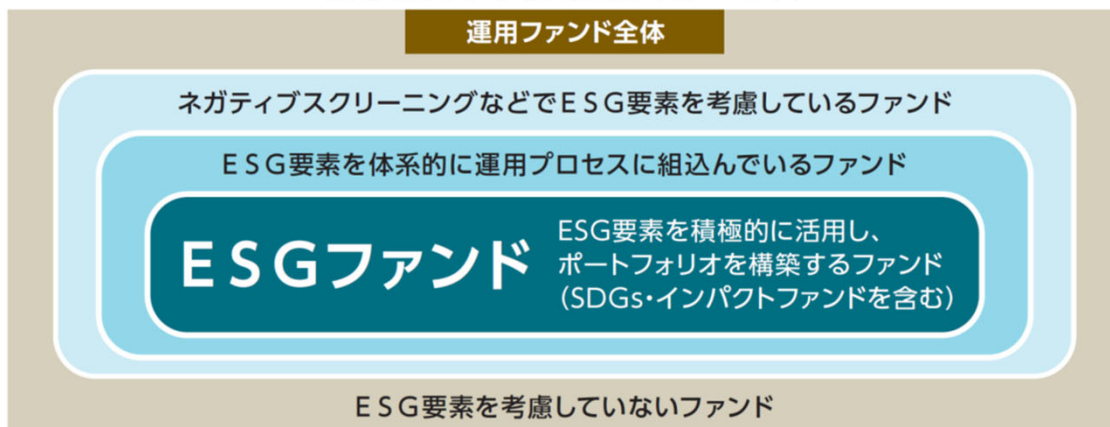 運用ファンド全体
ネガティブスクリーニングなどでESG要素を考慮しているファンド
ESG要素を体系的に運用プロセスに組込んでいるファンド
ESGファンド
ESG要素を積極的に活用し、
ポートフォリオを構築するファンド
（SDGs・インパクトファンドを含む）
ESG要素を考慮していないファンド